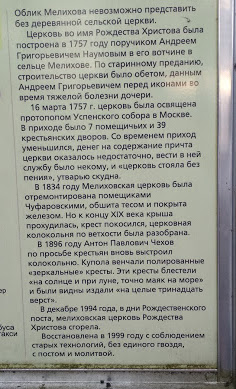 Облик Мелихова невозможно представить
без деревянной сельской церкви.
Церковь во имя Рождества Христова была
построена в 1757 году поручиком Андреем
Григорьевичем Наумовым в его вотчине в
сельце Мелихове. По старинному преданию,
строительство церкви было обетом, данным
Андреем Григорьевичем перед иконами во
время тяжелой болезни дочери.
16 марта 1757 г. церковь была освящена
протопопом Успенского собора в Москве.
В приходе было 7 помещичьих и 39
крестьянских дворов. Со временем приход
уменьшился, денег на содержание причта
церкви оказалось недостаточно, вести в ней
службу было некому, и «церковь стояла без
пения», утварью скудна.
В 1834 году Мелиховская церковь была
отремонтирована помещиками
Чуфаровскими, обшита тесом и покрыта
железом. Но к концу XIX века крыша
прохудилась, крест покосился, церковная
колокольня по ветхости была разобрана.
В 1896 году Антон Павлович Чехов
по просьбе крестьян вновь выстроил
колокольню. Купола венчали полированные
"зеркальные" кресты. Эти кресты блестели
«на солнце и при луне, точно маяк на море»
и были видны издали «на целые тринадцать
верст».
В декабре 1994 года, в дни Рождественского
поста, мелиховская церковь Рождества
Христова сгорела.
Восстановлена в 1999 году с соблюдением
старых технологий, без единого гвоздя,
с постом и молитвой.